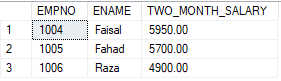 EMPNO ENAME TWO_MONTH_SALARY
1 1004 Faisal 5950.00
2 1005 Fahad 5700.00
3 1006 Raza 4900.00